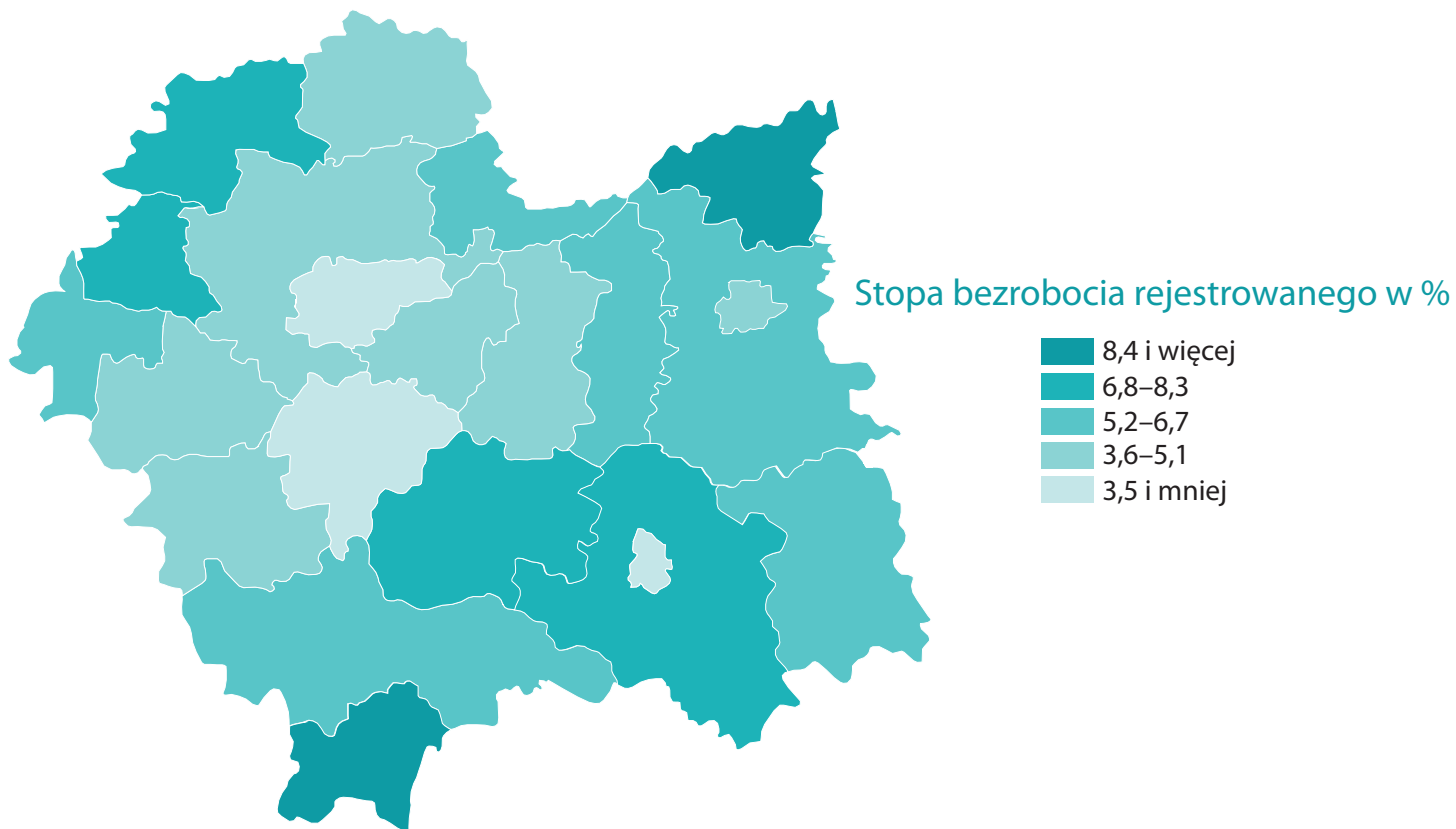 Stopa bezrobocia rejestrowanego w %
8,4 i więcej
6,8–8,3
5,2–6,7
3,6–5,1
3,5 i mniej